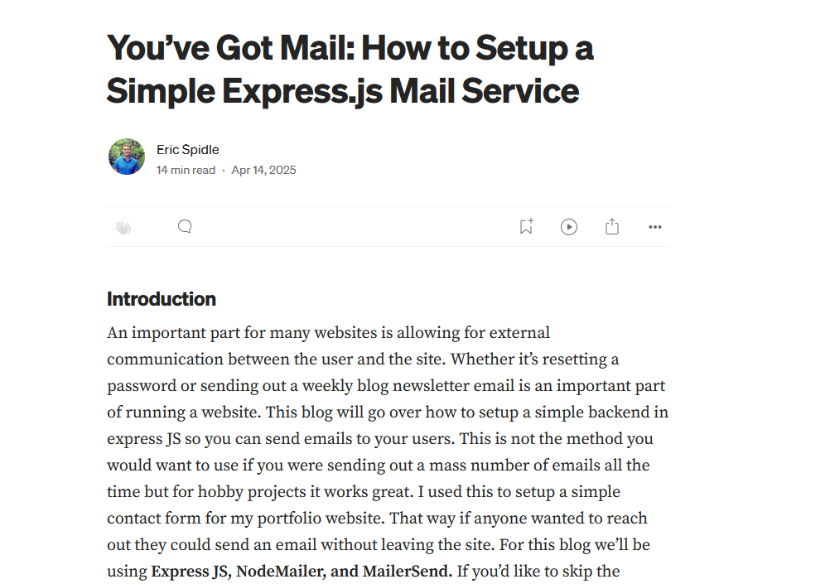 You’ve Got Mail: How to Setup a
Simple Express.js Mail Service
Eric Spidle
14 min read · Apr 14, 2025
Introduction
An important part for many websites is allowing for external
communication between the user and the site. Whether it’s resetting a
password or sending out a weekly blog newsletter email is an important part
of running a website. This blog will go over how to setup a simple backend in
express JS so you can send emails to your users. This is not the method you
would want to use if you were sending out a mass number of emails all the
time but for hobby projects it works great. I used this to setup a simple
contact form for my portfolio website. That way if anyone wanted to reach
out they could send an email without leaving the site. For this blog we’ll be
using Express JS, NodeMailer, and MailerSend. If you’d like to skip the